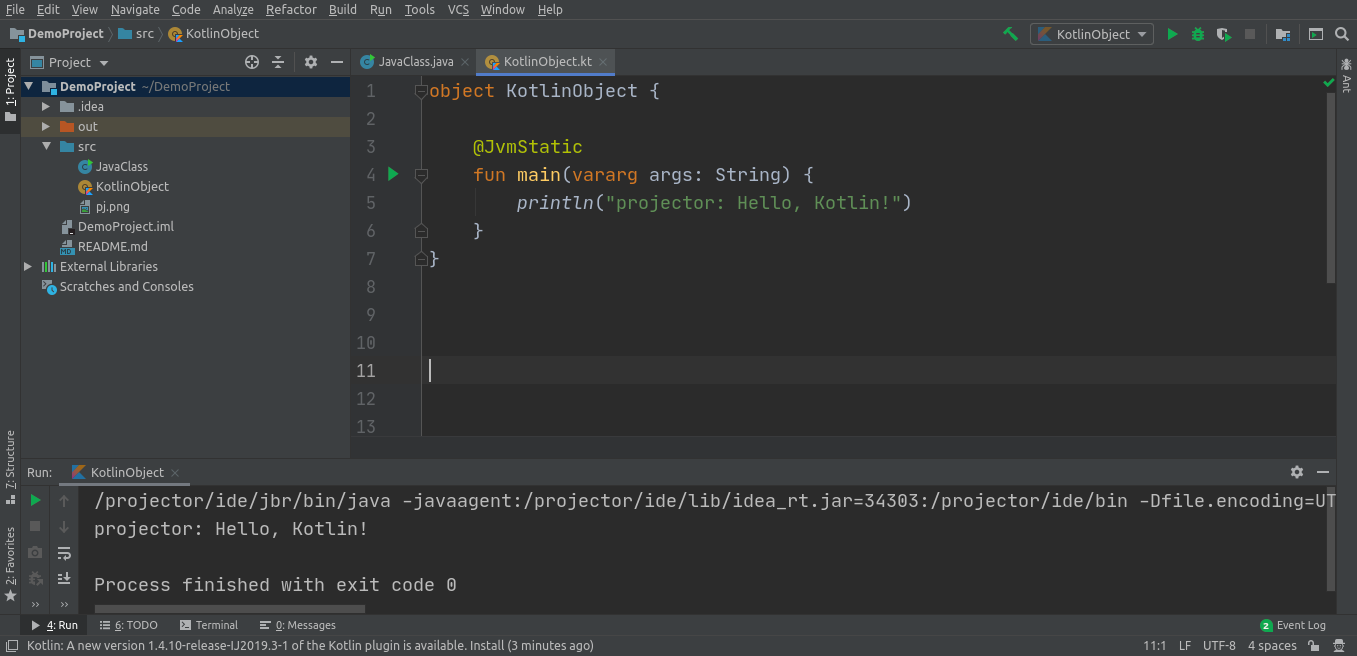 File Edit View Navigate Code Analyze Refactor Build Run Tools VCS Window Help
DemoProject src KotlinObject KotlinObject
1: Project
Project
JavaClass.java KotlinObject.kt
Ant
DemoProject ~/DemoProject
.idea
out
src
JavaClass
KotlinObject
pj.png
DemoProject.iml
README.md
External Libraries
Scratches and Consoles
1 object KotlinObject {
2
3 @JvmStatic
4 fun main(vararg args: String) {
5 println("projector: Hello, Kotlin!")
6 }
7 }
8
9
10
11
12
13
7: Structure
2: Favorites
Run: KotlinObject
/projector/ide/jbr/bin/java -javaagent:/projector/ide/lib/idea_rt.jar=34303:/projector/ide/bin -Dfile.encoding=UT
projector: Hello, Kotlin!
Process finished with exit code 0
4: Run 6: TODO Terminal 0: Messages 2 Event Log
Kotlin: A new version 1.4.10-release-IJ2019.3-1 of the Kotlin plugin is available. Install (3 minutes ago) 11:1 LF UTF-8 4 spaces